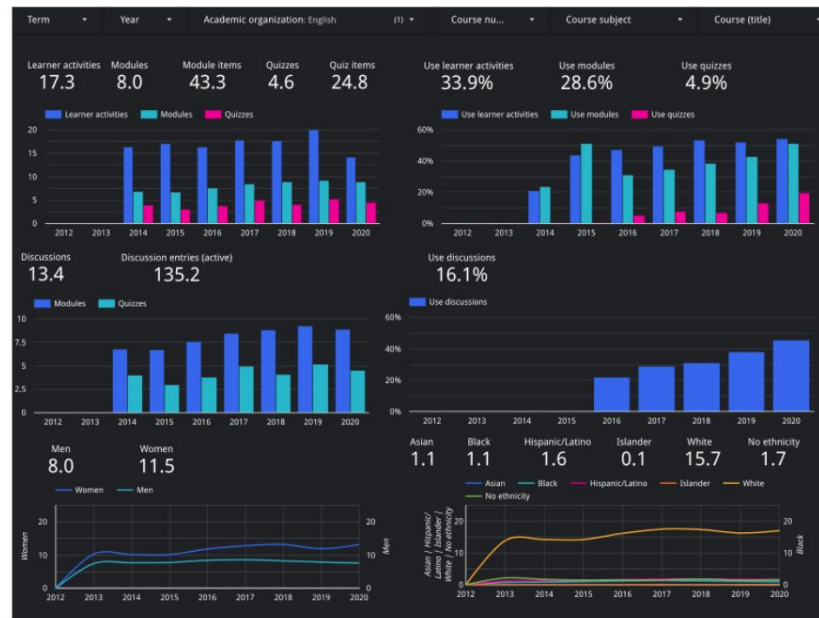 Term Year Academic organization: English (1) Course nu... Course subject Course (title)
Learner activities Modules Module items Quizzes Quiz items
17.3 8.0 43.3 4.6 24.8
Learner activities Modules Quizzes
20
15
10
5
0
2012 2013 2014 2015 2016 2017 2018 2019 2020
Use learner activities Use modules Use quizzes
33.9% 28.6% 4.9%
Use learner activities Use modules Use quizzes
60%
40%
20%
0%
2012 2013 2014 2015 2016 2017 2018 2019 2020
Discussions Discussion entries (active)
13.4 135.2
Modules Quizzes
10
7.5
5
2.5
0
2012 2013 2014 2015 2016 2017 2018 2019 2020
Use discussions
16.1%
Use discussions
60%
40%
20%
0%
2012 2013 2014 2015 2016 2017 2018 2019 2020
Men Women
8.0 11.5
Women Men
Women
20 20
10 10
0 0
Men
2012 2013 2014 2015 2016 2017 2018 2019 2020
Asian Black Hispanic/Latino Islander White No ethnicity
1.1 1.1 1.6 0.1 15.7 1.7
Asian Black Hispanic/Latino Islander White
No ethnicity
Asian | Hispanic/
Latino | Islander |
White | No ethnicity
20 20
10 10
0 0
Black
2012 2013 2014 2015 2016 2017 2018 2019 2020